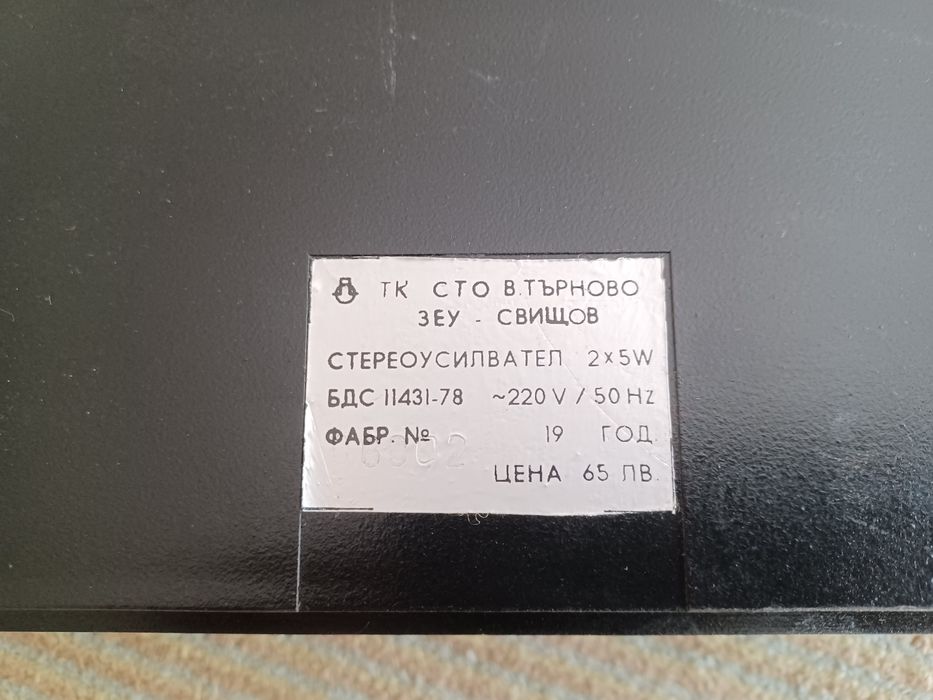 ТК СТО В.ТЪРНОВО
ЗЕУ - СВИЩОВ
СТЕРЕОУСИЛВАТЕЛ 2×5W
БДС 11431-78 ~220 V / 50 Hz
ФАБР. № 19 ГОД.
ЦЕНА 65 ЛВ.